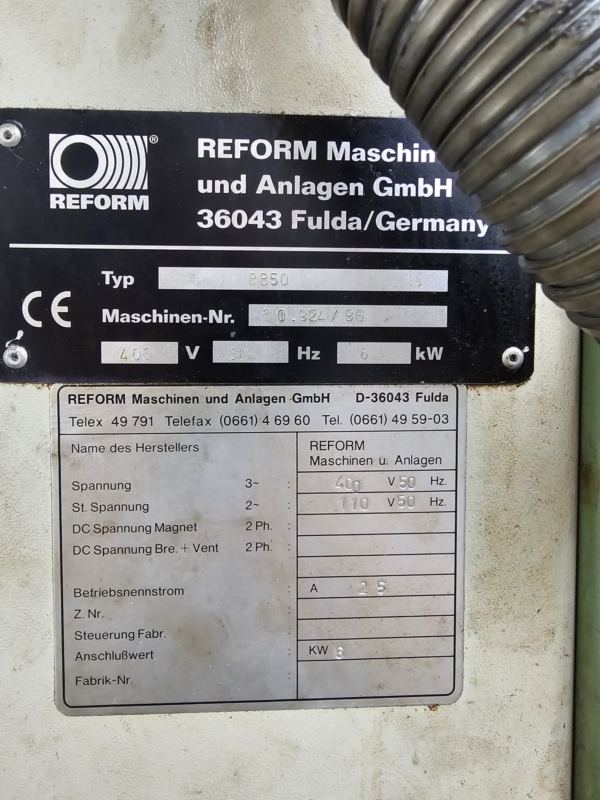 REFORM
®
REFORM Maschin
und Anlagen GmbH
36043 Fulda/Germany
Typ
CE
Maschinen-Nr. 10.924/96
400 V Hz 6 kW
REFORM Maschinen und Anlagen GmbH D-36043 Fulda
Telex 49 791 Telefax (0661) 4 69 60 Tel. (0661) 49 59-03
Name des Herstellers REFORM
Maschinen u. Anlagen
Spannung 3~ : 400 V 50 Hz.
St. Spannung 2~ : 110 V 50 Hz.
DC Spannung Magnet 2 Ph. :
DC Spannung Bre. + Vent 2 Ph. :
Betriebsnennstrom : A 25
Z. Nr. :
Steuerung Fabr. :
Anschlußwert : KW 6
Fabrik-Nr. :